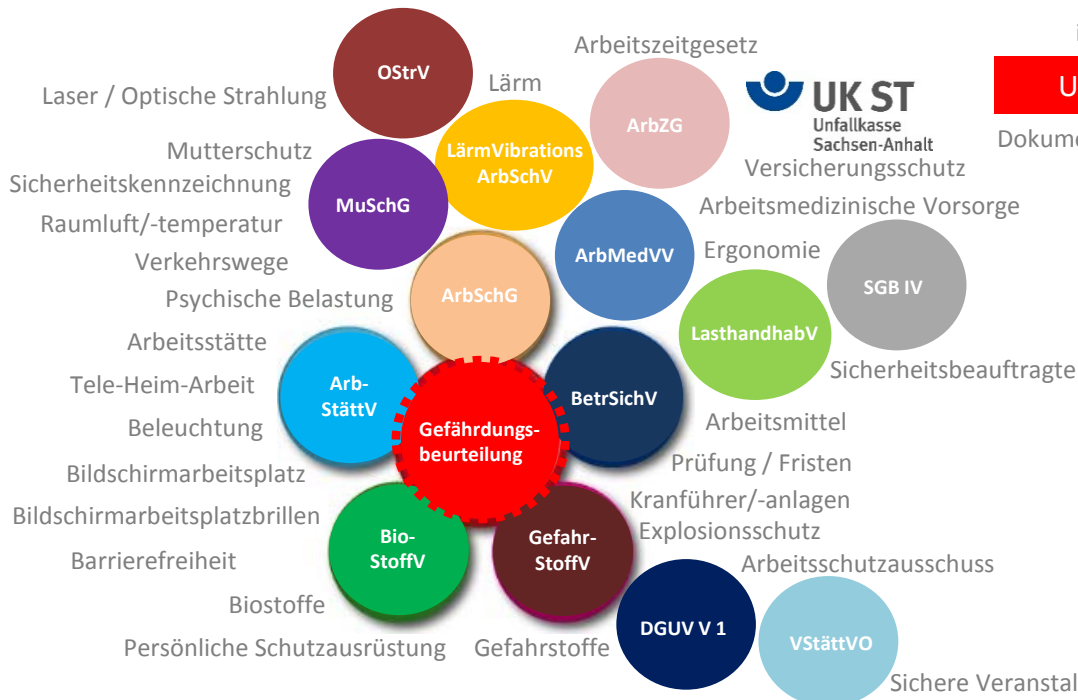 Arbeitszeitgesetz
OStrV
Lärm
Laser / Optische Strahlung
UK ST
Unfallkasse
Sachsen-Anhalt
ArbZG
LärmVibrations
ArbSchV
Mutterschutz
Versicherungsschutz
Sicherheitskennzeichnung
MuSchG
Arbeitsmedizinische Vorsorge
Raumluft/-temperatur
ArbMedVV
Ergonomie
Verkehrswege
SGB IV
Psychische Belastung
ArbSchG
LasthandhabV
Arbeitsstätte
Sicherheitsbeauftragte
Tele-Heim-Arbeit
Arb-
StättV
BetrSichV
Beleuchtung
Gefährdungs-
beurteilung
Arbeitsmittel
Bildschirmarbeitsplatz
Prüfung / Fristen
Kranführer/-anlagen
Bildschirmarbeitsplatzbrillen
Explosionsschutz
Bio-
StoffV
Gefahr-
StoffV
Barrierefreiheit
Arbeitsschutzausschuss
Biostoffe
DGUV V 1
VStättVO
Persönliche Schutzausrüstung
Gefahrstoffe
Sichere